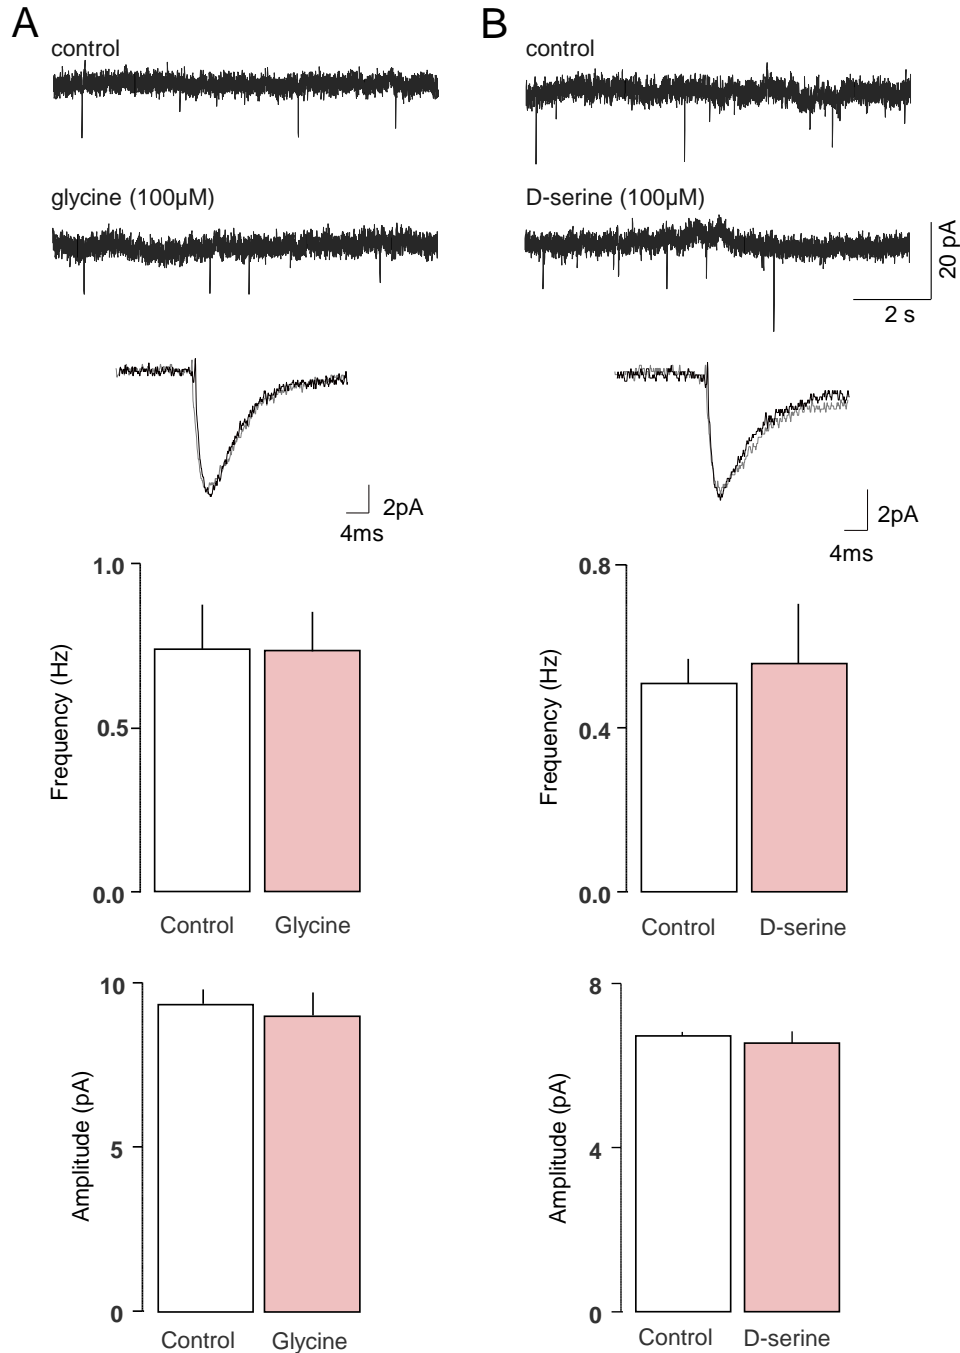 A
control
glycine (100µM)
2pA
4ms
1.0
0.5
0.0
Frequency (Hz)
Control Glycine
10
5
0
Amplitude (pA)
Control Glycine
B
control
D-serine (100µM)
20 pA
2 s
2pA
4ms
0.8
0.4
0.0
Frequency (Hz)
Control D-serine
8
4
0
Amplitude (pA)
Control D-serine